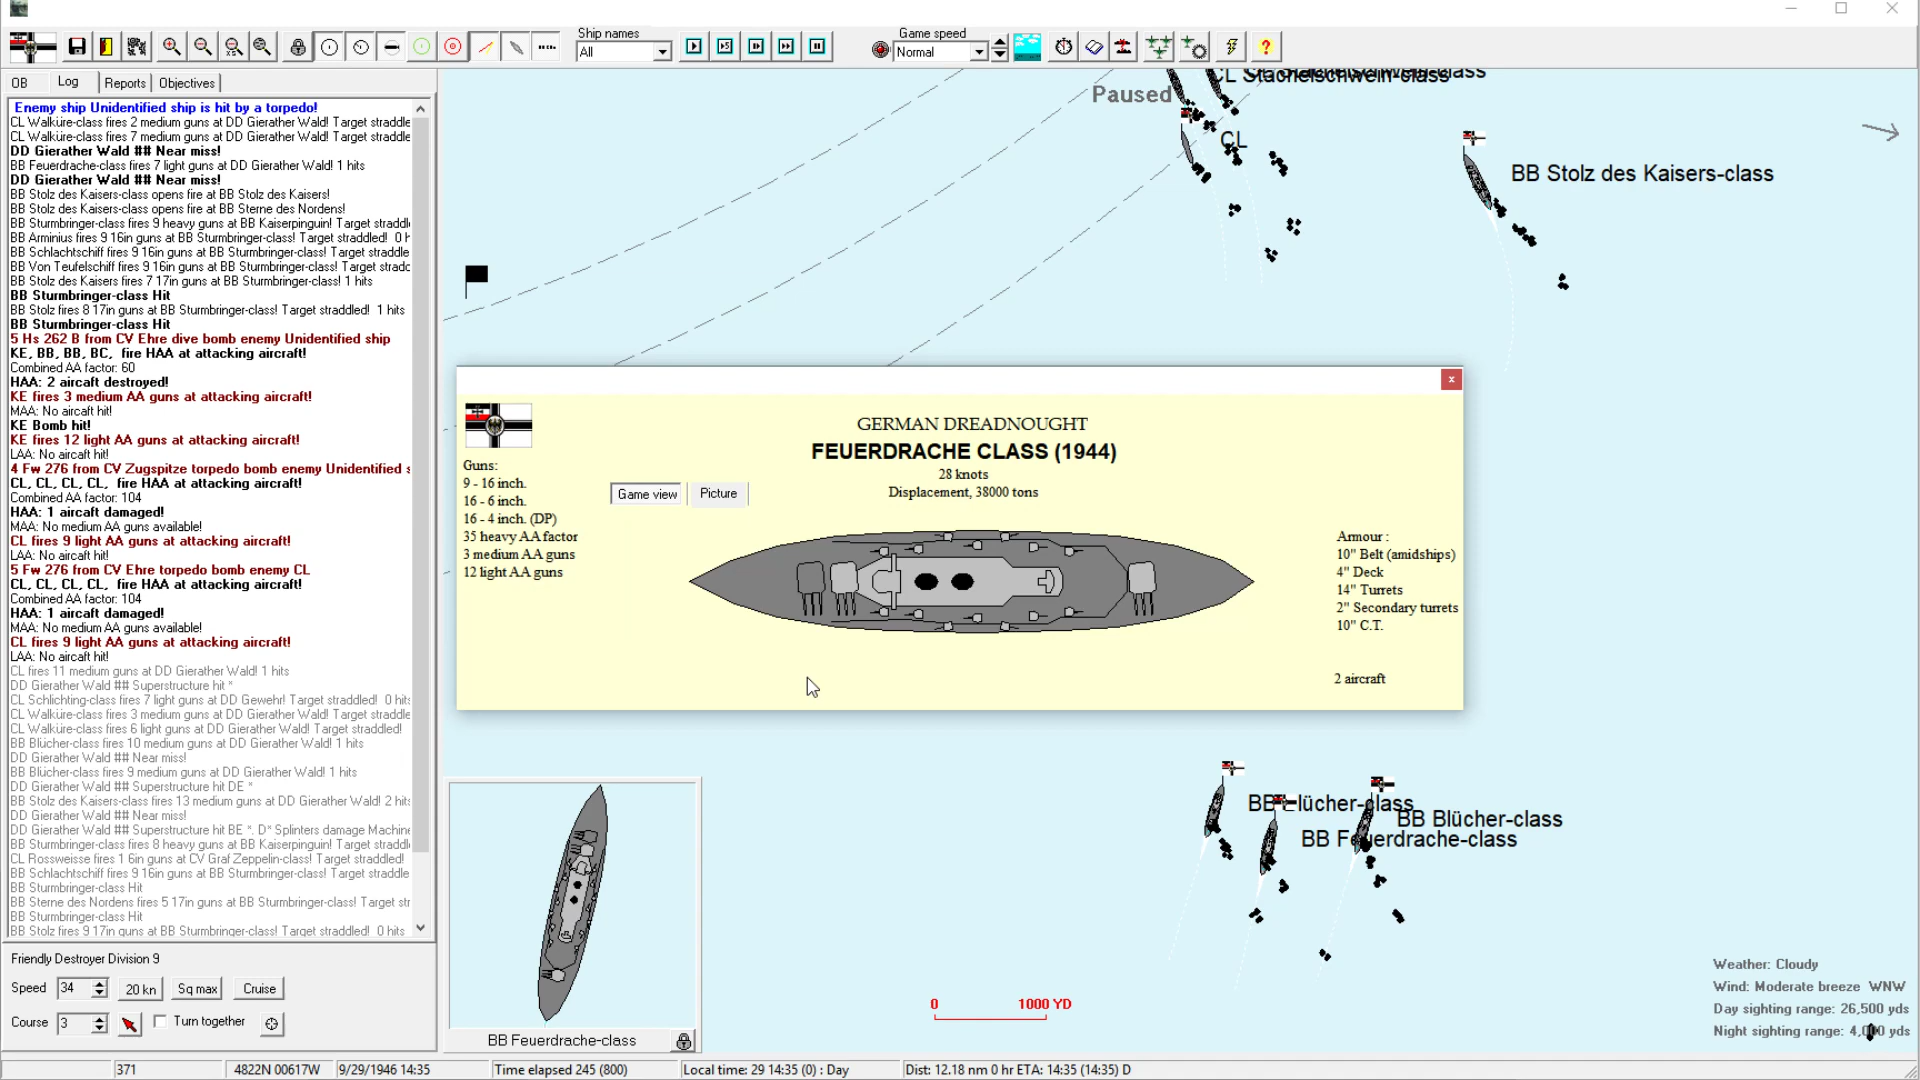 Ship names
All
Game speed
Normal
OB
Log
Reports
Objectives
Enemy ship Unidentified ship is hit by a torpedo!
CL Walküre-class fires 2 medium guns at DD Gierather Wald! Target straddle
CL Walküre-class fires 7 medium guns at DD Gierather Wald! Target straddle
DD Gierather Wald ## Near miss!
BB Feuerdrache-class fires 7 light guns at DD Gierather Wald! 1 hits
DD Gierather Wald ## Near miss!
BB Stolz des Kaisers-class opens fire at BB Stolz des Kaisers!
BB Stolz des Kaisers-class opens fire at BB Sterne des Nordens!
BB Sturmbringer-class fires 9 heavy guns at BB Kaiserpinguin! Target straddl
BB Arminius fires 9 16in guns at BB Sturmbringer-class! Target straddled! 0 h
BB Schlachtschiff fires 9 16in guns at BB Sturmbringer-class! Target straddle
BB Von Teufelschiff fires 9 16in guns at BB Sturmbringer-class! Target stradd
BB Stolz des Kaisers fires 7 17in guns at BB Sturmbringer-class! 1 hits
BB Sturmbringer-class Hit
BB Stolz fires 8 17in guns at BB Sturmbringer-class! Target straddled! 1 hits
BB Sturmbringer-class Hit
5 Hs 262 B from CV Ehre dive bomb enemy Unidentified ship
KE, BB, BB, BC, fire HAA at attacking aircraft!
Combined AA factor: 60
HAA: 2 aircaft destroyed!
KE fires 3 medium AA guns at attacking aircraft!
MAA: No aircaft hit!
KE Bomb hit!
KE fires 12 light AA guns at attacking aircraft!
LAA: No aircaft hit!
4 Fw 276 from CV Zugspitze torpedo bomb enemy Unidentified s
CL, CL, CL, CL, fire HAA at attacking aircraft!
Combined AA factor: 104
HAA: 1 aircaft damaged!
MAA: No medium AA guns available!
CL fires 9 light AA guns at attacking aircraft!
LAA: No aircaft hit!
5 Fw 276 from CV Ehre torpedo bomb enemy CL
CL, CL, CL, CL, fire HAA at attacking aircraft!
Combined AA factor: 104
HAA: 1 aircaft damaged!
MAA: No medium AA guns available!
CL fires 9 light AA guns at attacking aircraft!
LAA: No aircaft hit!
CL fires 11 medium guns at DD Gierather Wald! 1 hits
DD Gierather Wald ## Superstructure hit *
CL Schlichting-class fires 7 light guns at DD Gewehr! Target straddled! 0 hits
CL Walküre-class fires 3 medium guns at DD Gierather Wald! Target straddle
CL Walküre-class fires 6 light guns at DD Gierather Wald! Target straddled!
BB Blücher-class fires 10 medium guns at DD Gierather Wald! 1 hits
DD Gierather Wald ## Near miss!
BB Blücher-class fires 9 medium guns at DD Gierather Wald! 1 hits
DD Gierather Wald ## Superstructure hit DE *
BB Stolz des Kaisers-class fires 13 medium guns at DD Gierather Wald! 2 hits
DD Gierather Wald ## Near miss!
DD Gierather Wald ## Superstructure hit BE *, D* Splinters damage Machine
BB Sturmbringer-class fires 8 heavy guns at BB Kaiserpinguin! Target straddl
CL Rossweisse fires 1 6in guns at CV Graf Zeppelin-class! Target straddled!
BB Schlachtschiff fires 9 16in guns at BB Sturmbringer-class! Target straddle
BB Sturmbringer-class Hit
BB Sterne des Nordens fires 5 17in guns at BB Sturmbringer-class! Target str
BB Sturmbringer-class Hit
BB Stolz fires 9 17in guns at BB Sturmbringer-class! Target straddled! 0 hits
Friendly Destroyer Division 9
Speed 34 20 kn Sq max Cruise
Course 3 Turn together
CL Stachelschwein-class
Paused
CL
BB Stolz des Kaisers-class
GERMAN DREADNOUGHT
FEUERDRACHE CLASS (1944)
28 knots
Displacement, 38000 tons
Guns:
9 - 16 inch.
16 - 6 inch.
16 - 4 inch. (DP)
35 heavy AA factor
3 medium AA guns
12 light AA guns
Game view
Picture
Armour :
10" Belt (amidships)
4" Deck
14" Turrets
2" Secondary turrets
10" C.T.
2 aircraft
BB Blücher-class
BB Blücher-class
BB Feuerdrache-class
0 1000 YD
BB Feuerdrache-class
Weather: Cloudy
Wind: Moderate breeze WNW
Day sighting range: 26,500 yds
Night sighting range: 4,000 yds
371
4822N 00617W
9/29/1946 14:35
Time elapsed 245 (800)
Local time: 29 14:35 (0) : Day
Dist: 12.18 nm 0 hr ETA: 14:35 (14:35) D